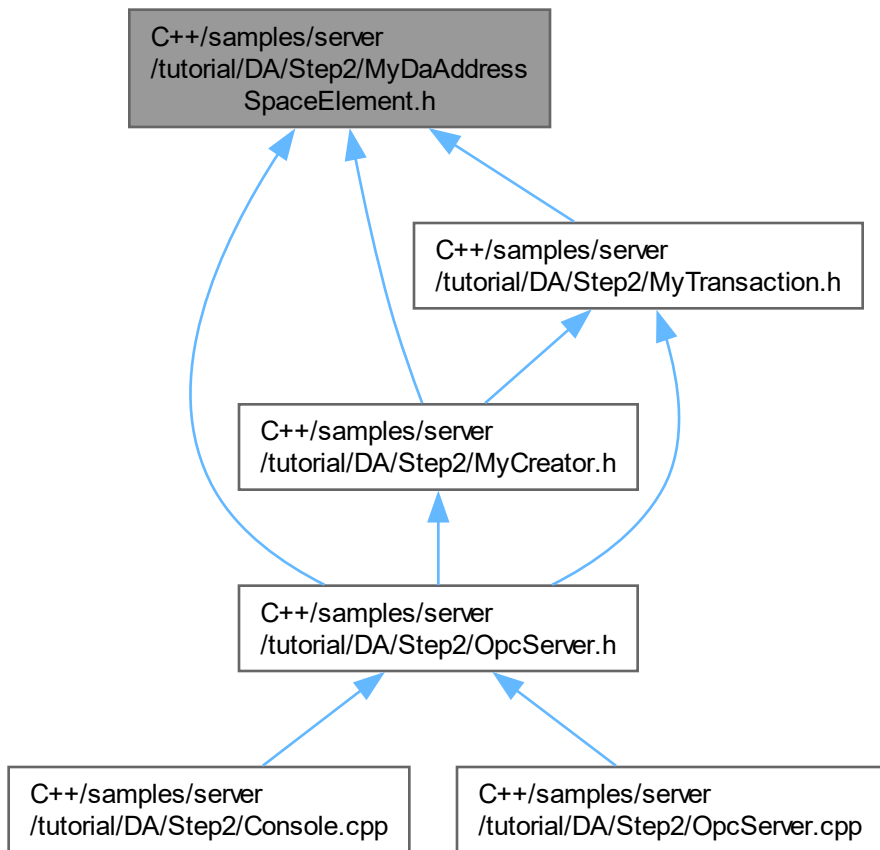 C++/samples/server
/tutorial/DA/Step2/MyDaAddress
SpaceElement.h
C++/samples/server
/tutorial/DA/Step2/MyTransaction.h
C++/samples/server
/tutorial/DA/Step2/MyCreator.h
C++/samples/server
/tutorial/DA/Step2/OpcServer.h
C++/samples/server
/tutorial/DA/Step2/Console.cpp
C++/samples/server
/tutorial/DA/Step2/OpcServer.cpp